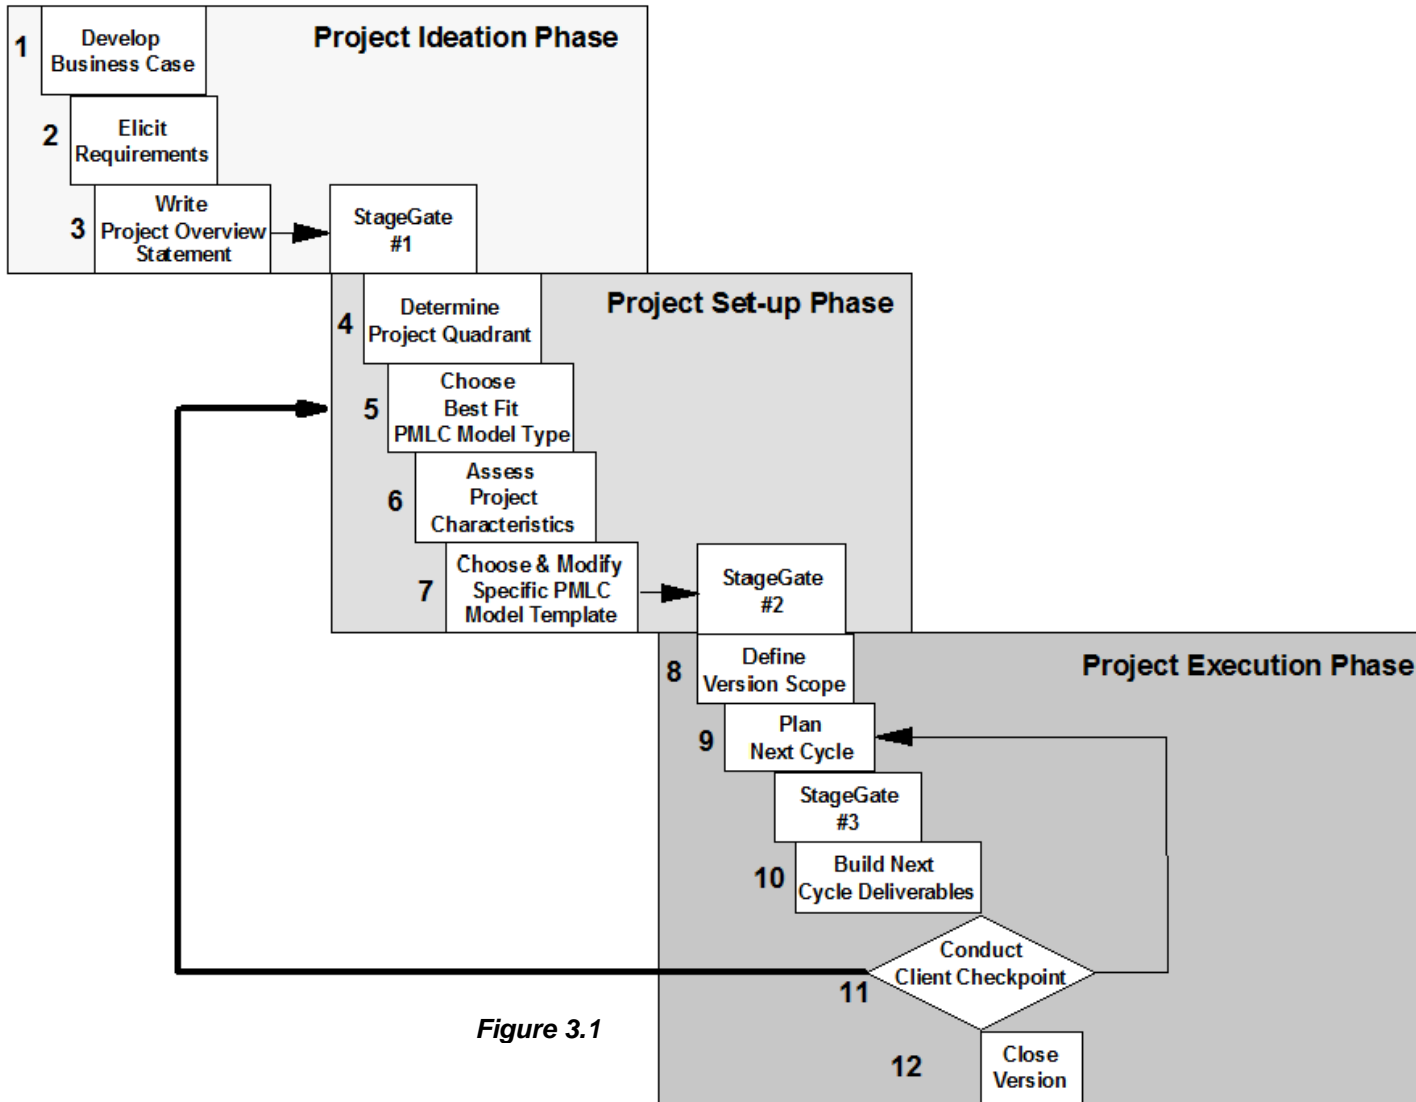 Project Ideation Phase
1
Develop
Business Case
2
Elicit
Requirements
3
Write
Project Overview
Statement
StageGate
#1
Project Set-up Phase
4
Determine
Project Quadrant
5
Choose
Best Fit
PMLC Model Type
6
Assess
Project
Characteristics
7
Choose & Modify
Specific PMLC
Model Template
StageGate
#2
Project Execution Phase
8
Define
Version Scope
9
Plan
Next Cycle
StageGate
#3
10
Build Next
Cycle Deliverables
11
Conduct
Client Checkpoint
12
Close
Version
Figure 3.1